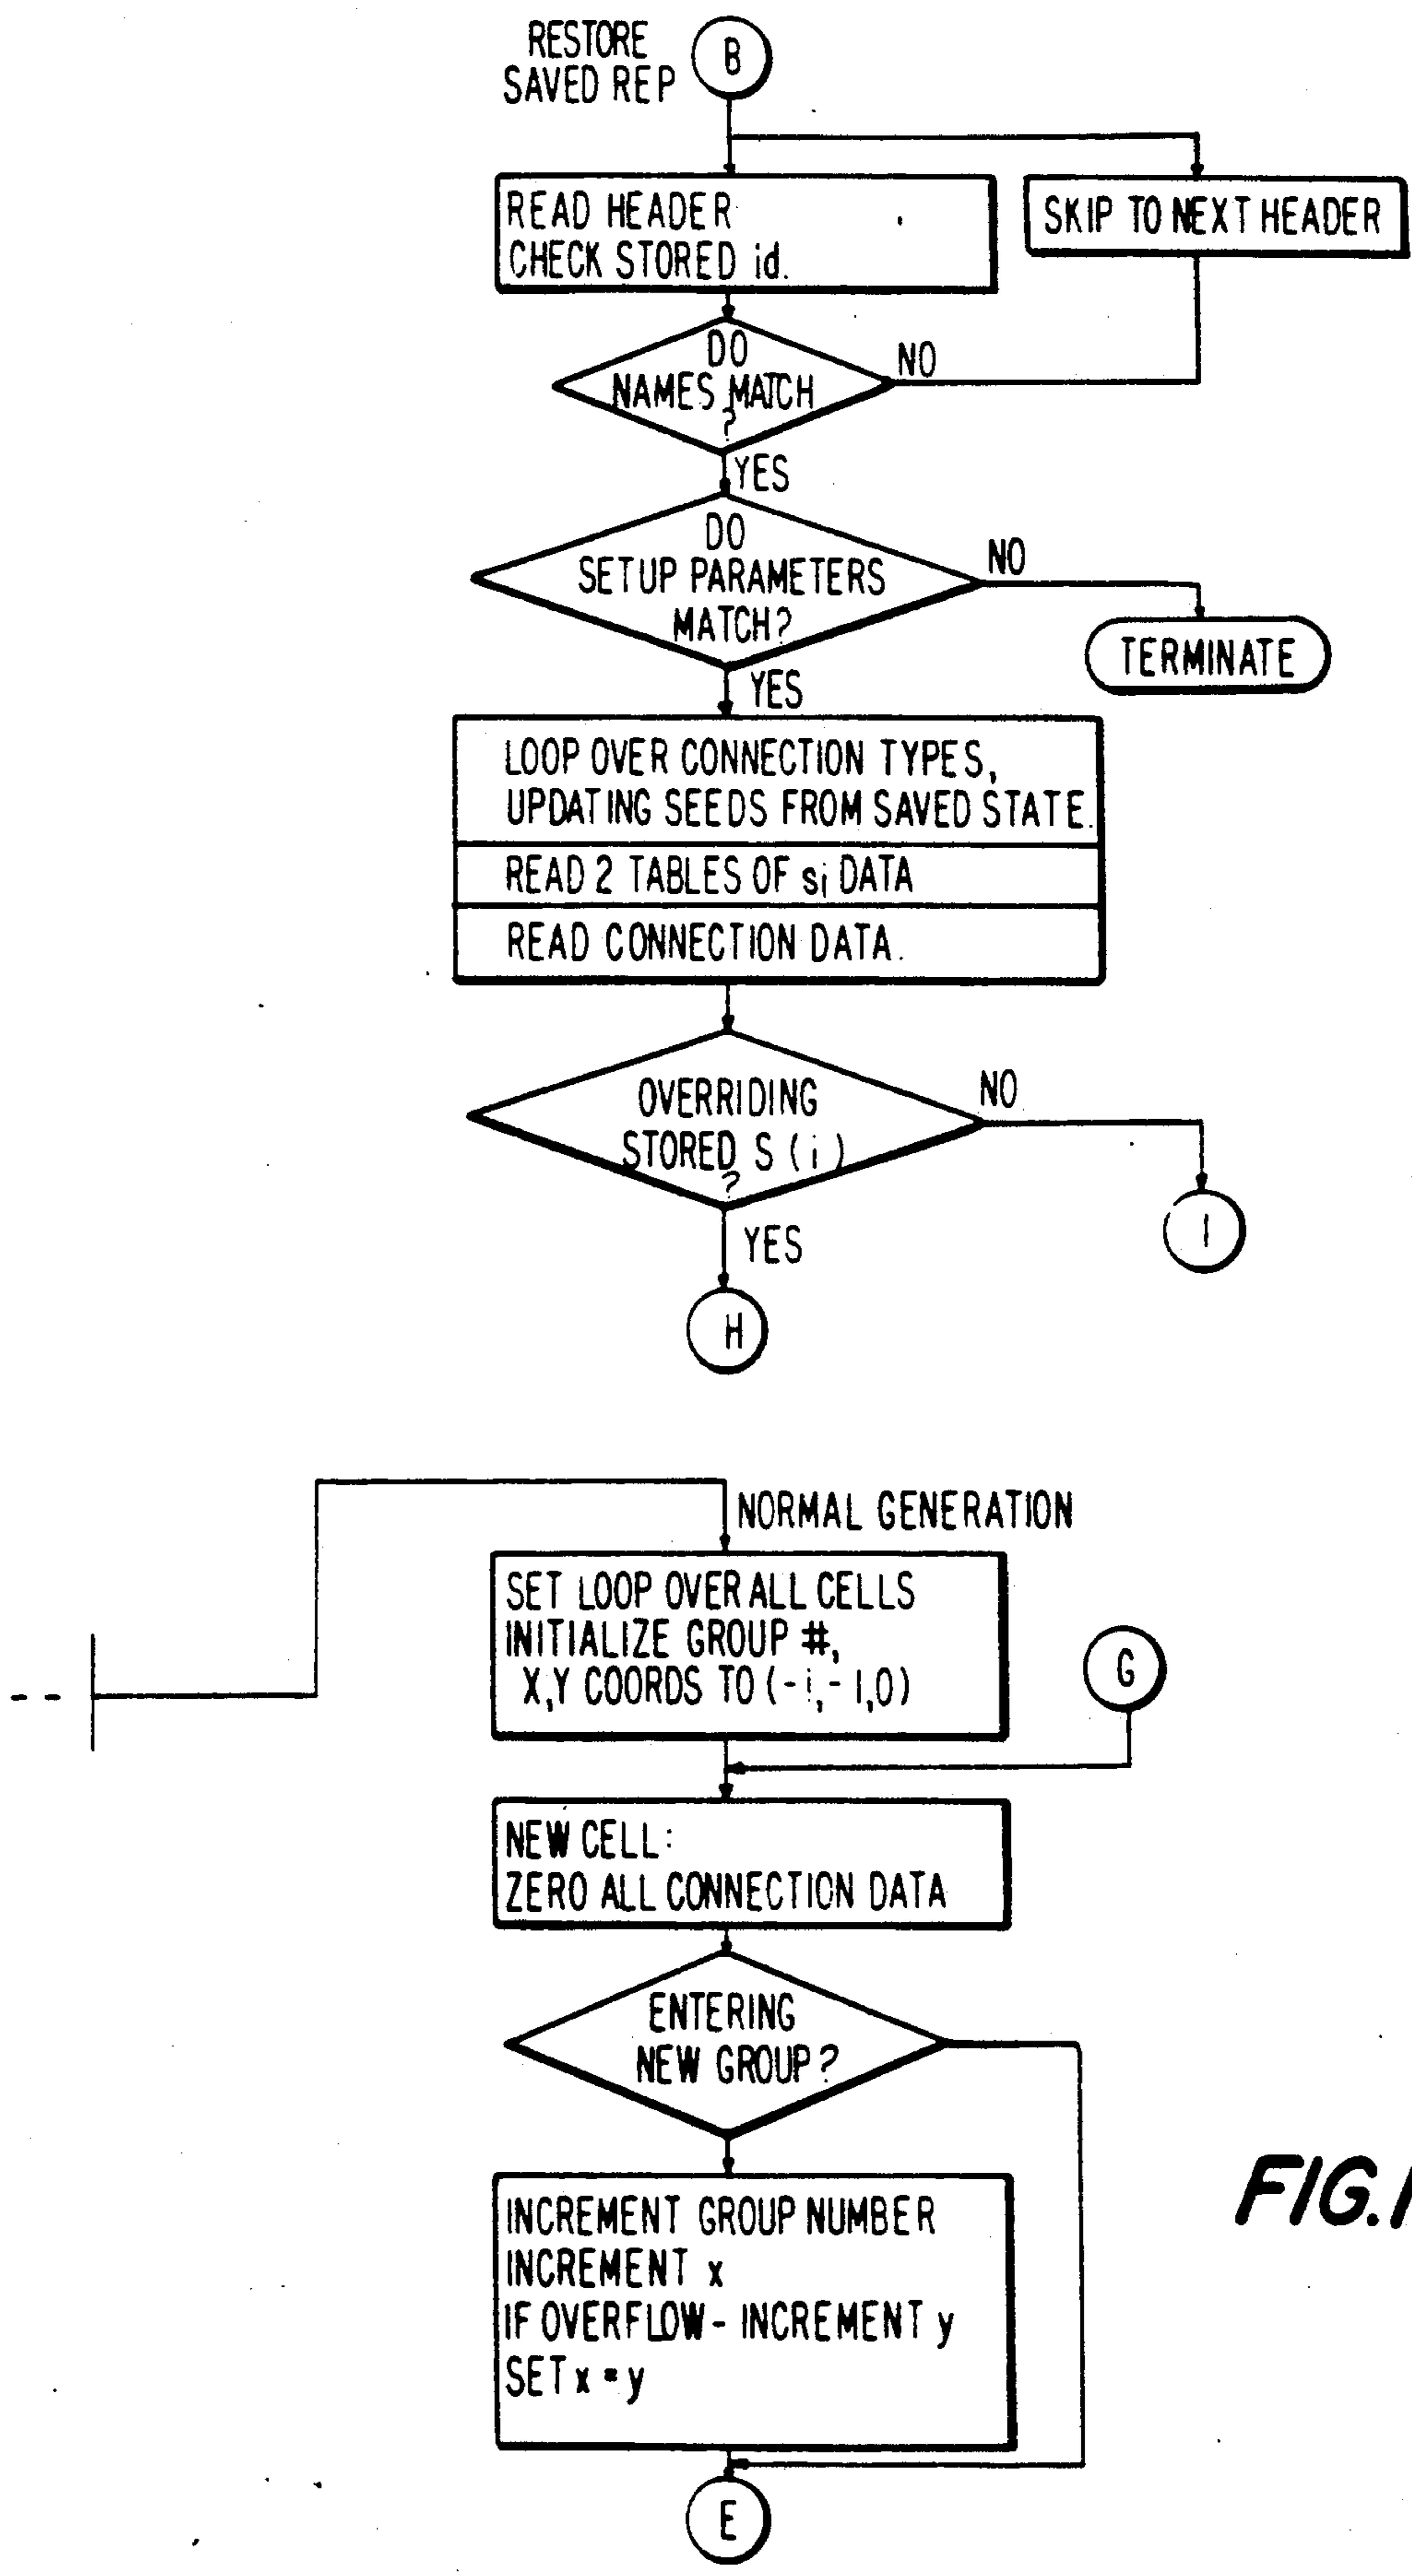 RESTORE
SAVED REP
B
READ HEADER
CHECK STORED id.
SKIP TO NEXT HEADER
DO
NAMES MATCH
?
NO
YES
DO
SETUP PARAMETERS
MATCH?
NO
TERMINATE
YES
LOOP OVER CONNECTION TYPES,
UPDATING SEEDS FROM SAVED STATE.
READ 2 TABLES OF si DATA
READ CONNECTION DATA.
OVERRIDING
STORED S (i)
?
NO
I
YES
H
NORMAL GENERATION
SET LOOP OVER ALL CELLS
INITIALIZE GROUP #,
X,Y COORDS TO (-i,-1,0)
G
NEW CELL:
ZERO ALL CONNECTION DATA
ENTERING
NEW GROUP?
INCREMENT GROUP NUMBER
INCREMENT x
IF OVERFLOW - INCREMENT y
SET x = y
E
FIG.1